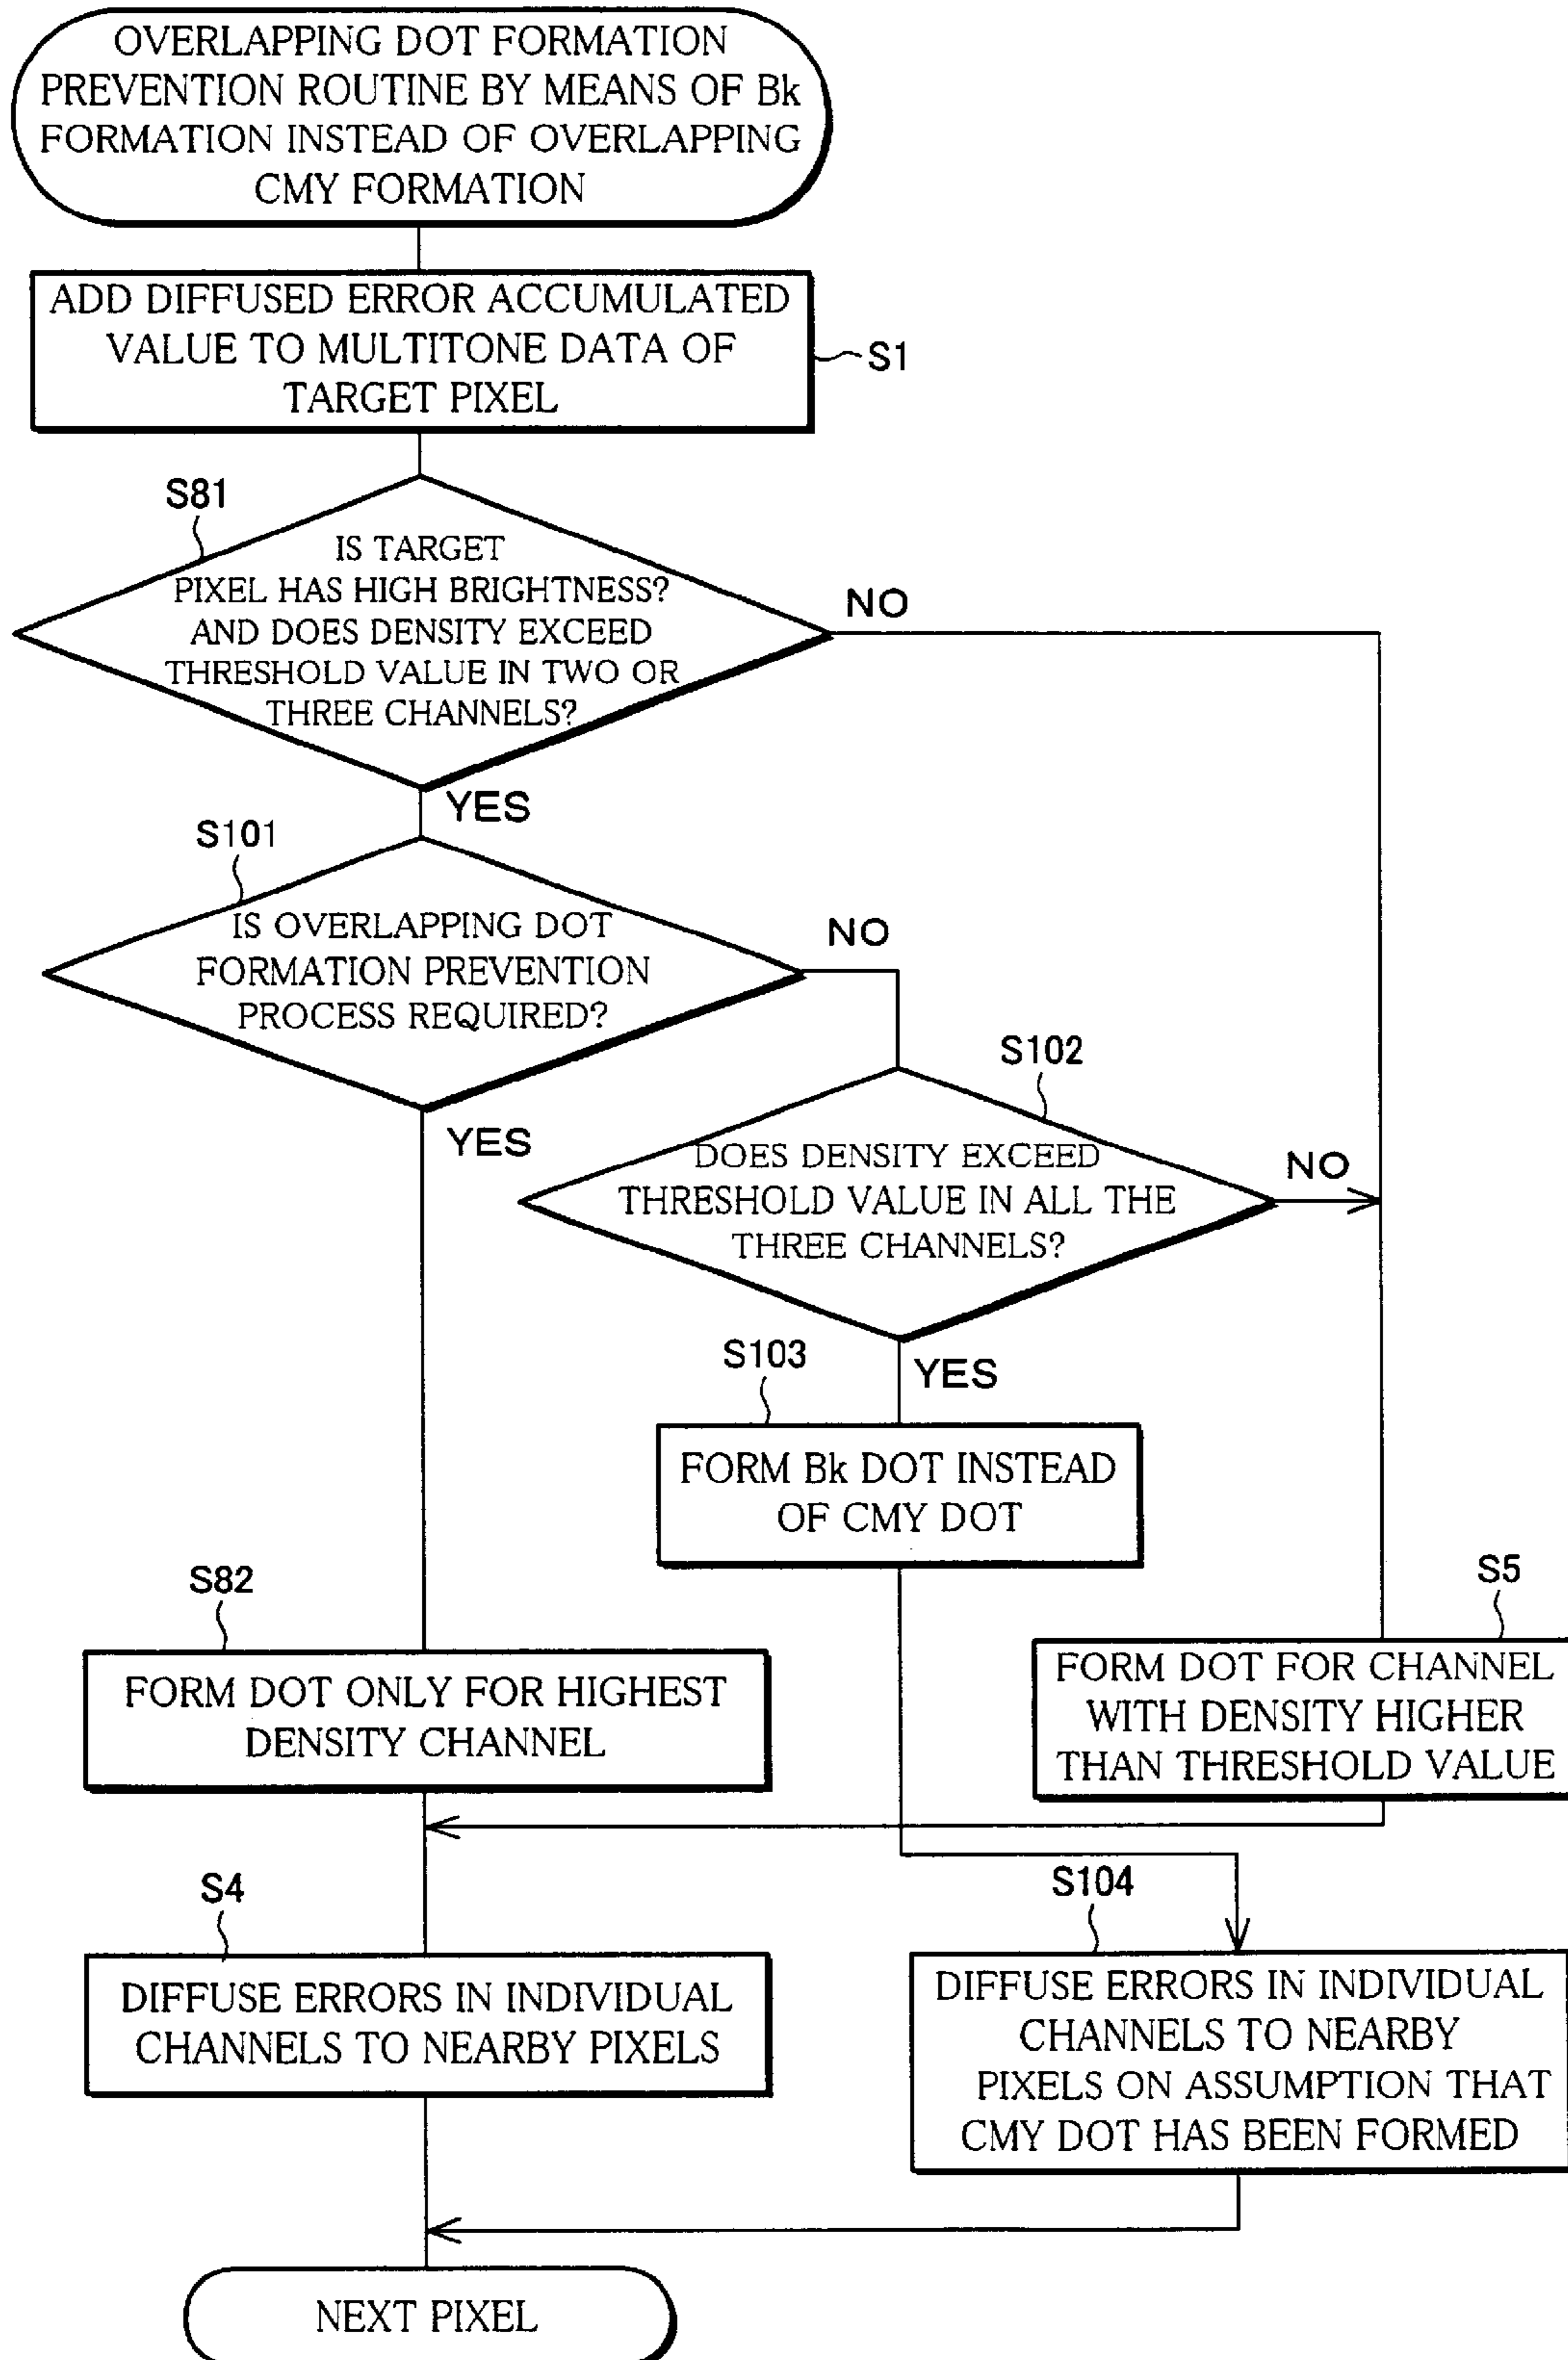 OVERLAPPING DOT FORMATION
PREVENTION ROUTINE BY MEANS OF Bk
FORMATION INSTEAD OF OVERLAPPING
CMY FORMATION
ADD DIFFUSED ERROR ACCUMULATED
VALUE TO MULTITONE DATA OF
TARGET PIXEL
S1
S81
IS TARGET
PIXEL HAS HIGH BRIGHTNESS?
AND DOES DENSITY EXCEED
THRESHOLD VALUE IN TWO OR
THREE CHANNELS?
NO
YES
S101
IS OVERLAPPING DOT
FORMATION PREVENTION
PROCESS REQUIRED?
NO
YES
S102
DOES DENSITY EXCEED
THRESHOLD VALUE IN ALL THE
THREE CHANNELS?
NO
YES
S103
FORM Bk DOT INSTEAD
OF CMY DOT
S82
FORM DOT ONLY FOR HIGHEST
DENSITY CHANNEL
S5
FORM DOT FOR CHANNEL
WITH DENSITY HIGHER
THAN THRESHOLD VALUE
S4
DIFFUSE ERRORS IN INDIVIDUAL
CHANNELS TO NEARBY PIXELS
S104
DIFFUSE ERRORS IN INDIVIDUAL
CHANNELS TO NEARBY
PIXELS ON ASSUMPTION THAT
CMY DOT HAS BEEN FORMED
NEXT PIXEL